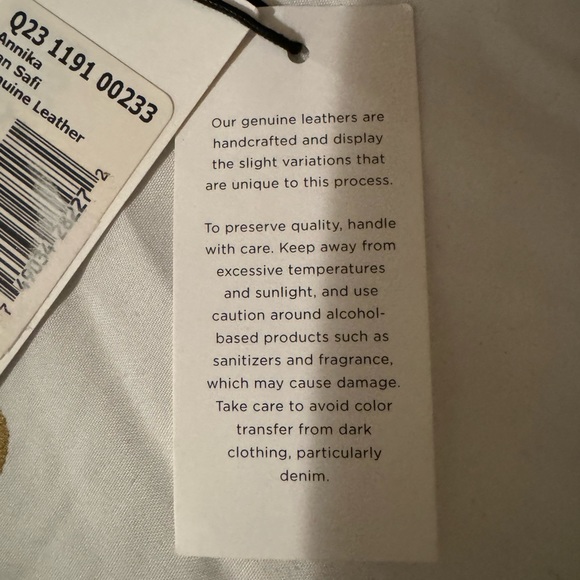 Q23 1191 00233
Annika
an Safi
nuine Leather
Our genuine leathers are
handcrafted and display
the slight variations that
are unique to this process.
To preserve quality, handle
with care. Keep away from
excessive temperatures
and sunlight, and use
caution around alcohol-
based products such as
sanitizers and fragrance,
which may cause damage.
Take care to avoid color
transfer from dark
clothing, particularly
denim.